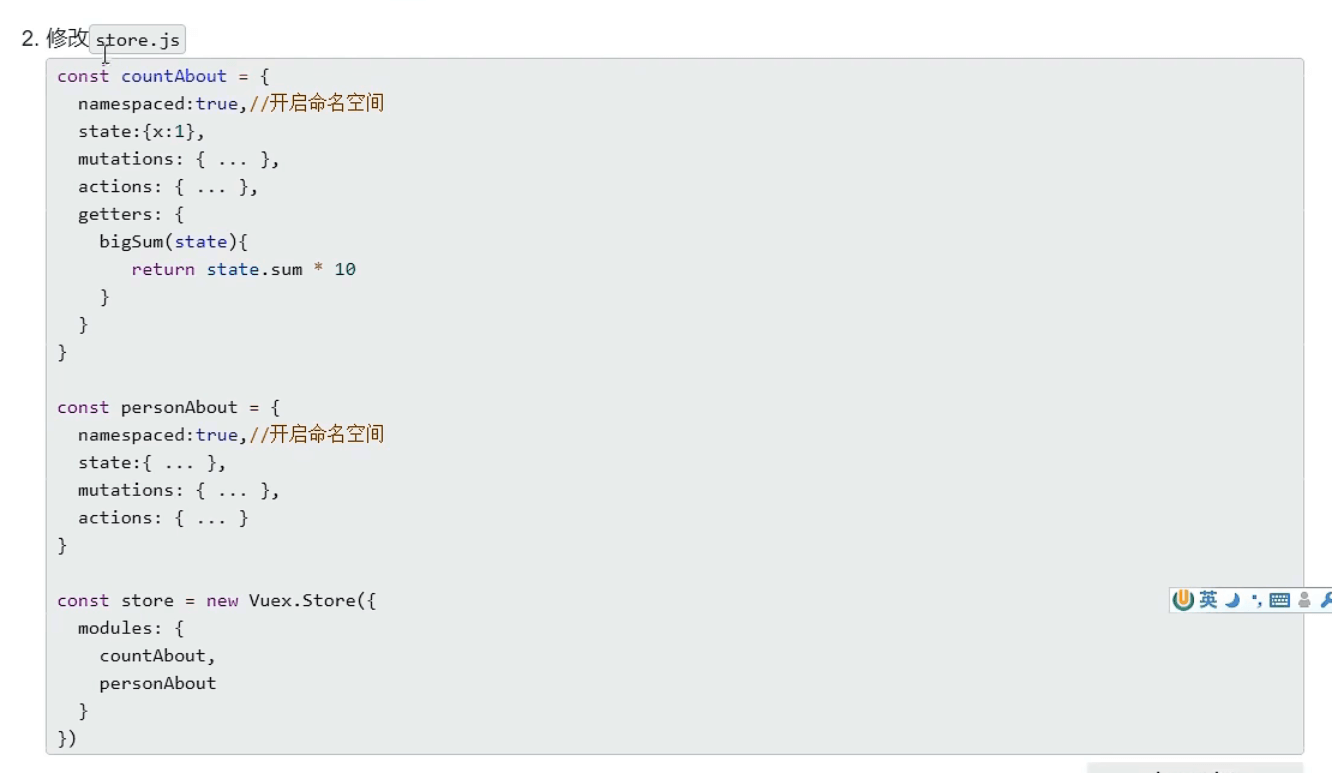 2. 修改 store.js
const countAbout = {
  namespaced:true,//开启命名空间
  state:{x:1},
  mutations: { ... },
  actions: { ... },
  getters: {
    bigSum(state){
       return state.sum * 10
    }
  }
}
const personAbout = {
  namespaced:true,//开启命名空间
  state:{ ... },
  mutations: { ... },
  actions: { ... }
}
const store = new Vuex.Store({
  modules: {
    countAbout,
    personAbout
  }
})
英